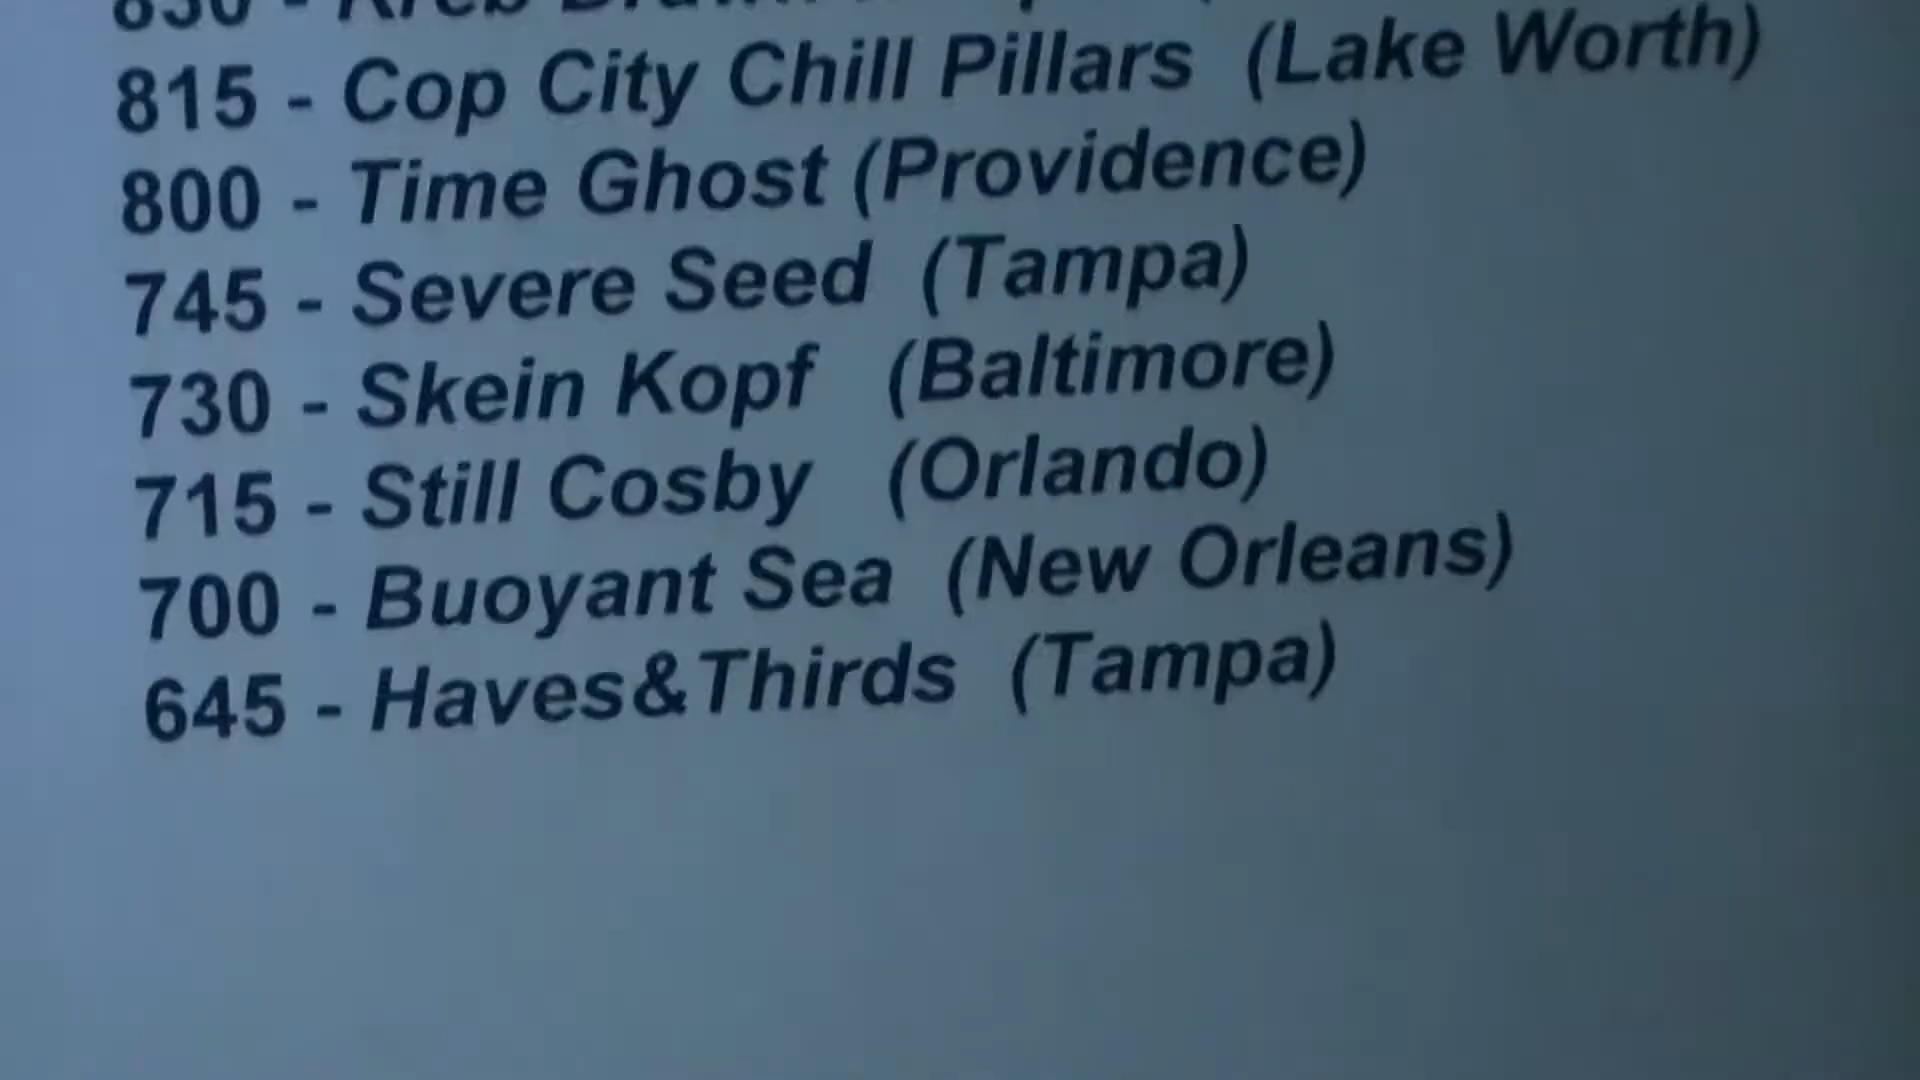 815 - Cop City Chill Pillars (Lake Worth)
800 - Time Ghost (Providence)
745 - Severe Seed (Tampa)
730 - Skein Kopf (Baltimore)
715 - Still Cosby (Orlando)
700 - Buoyant Sea (New Orleans)
645 - Haves&Thirds (Tampa)